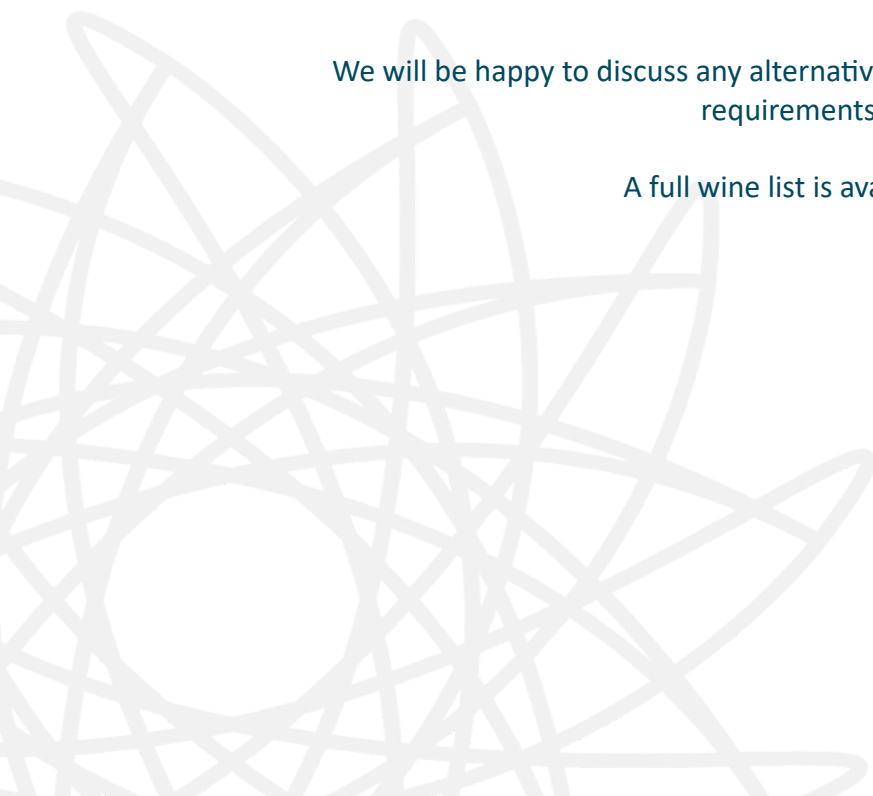 We will be happy to discuss any alternativ
requirements
A full wine list is ava